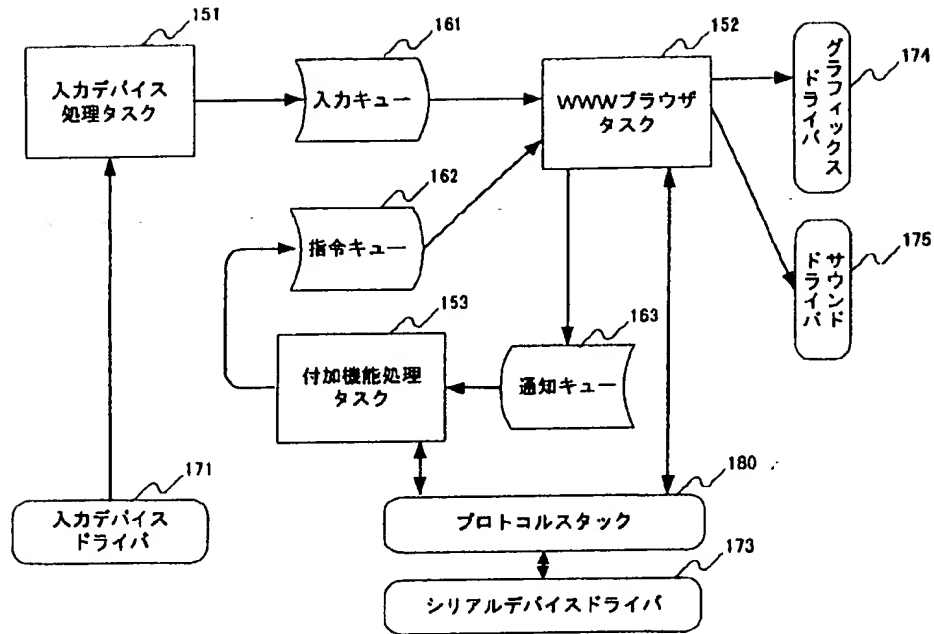 151
入力デバイス
処理タスク
161
入力キュー
152
WWWブラウザ
タスク
グラフィックス
ドライバ
174
162
指令キュー
サウンド
ドライバ
175
153
付加機能処理
タスク
163
通知キュー
171
入力デバイス
ドライバ
180
プロトコルスタック
173
シリアルデバイスドライバ